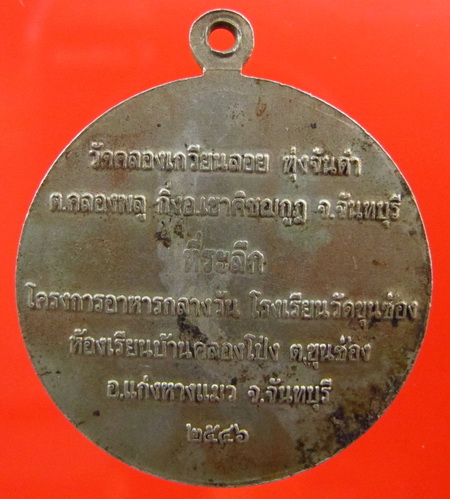 วัดคลองเกวียนลอย ทุ่งจันดำ
ต.คลองพลู กิ่งอ.เขาคิชฌกูฏ จ.จันทบุรี
ที่ระลึก
โครงการอาหารกลางวัน โรงเรียนวัดขุนซ่อง
ห้องเรียนบ้านคลองโป่ง ต.ขุนซ่อง
อ.แก่งหางแมว จ.จันทบุรี
๒๕๔๖